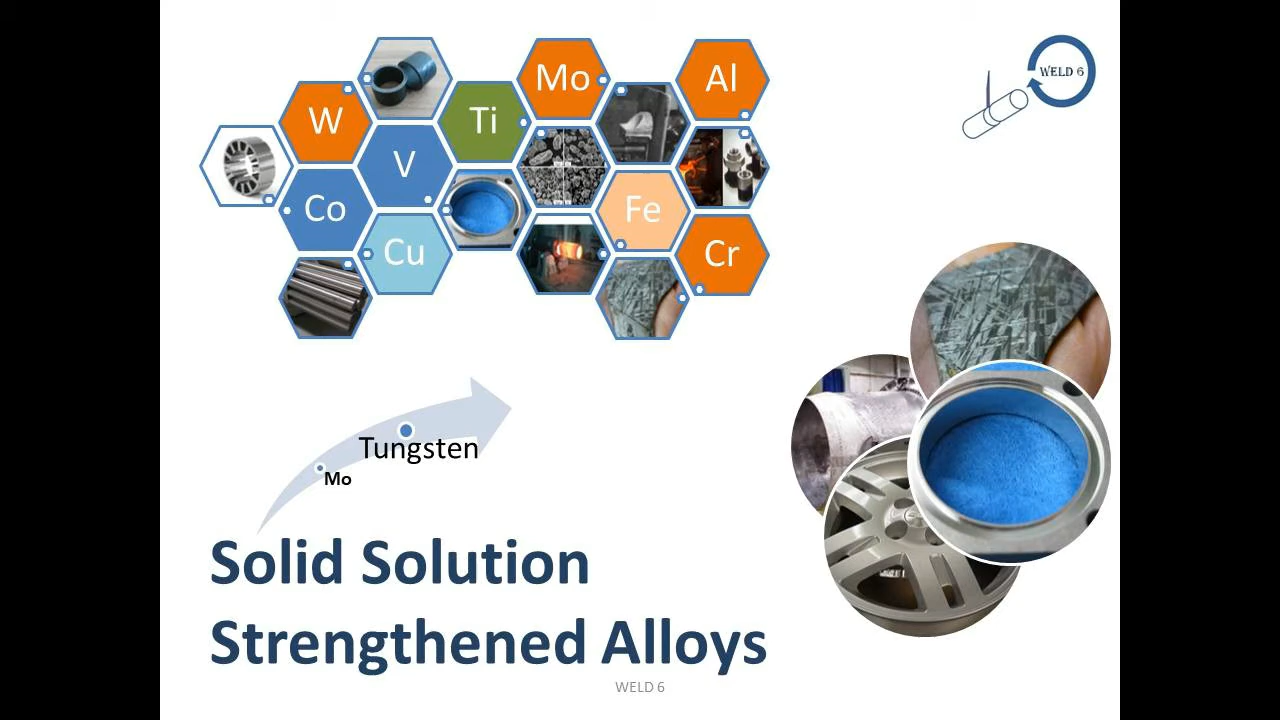 Mo
Al
W
Ti
V
Co
Fe
Cu
Cr
WELD 6
Tungsten
Mo
Solid Solution
Strengthened Alloys
WELD 6